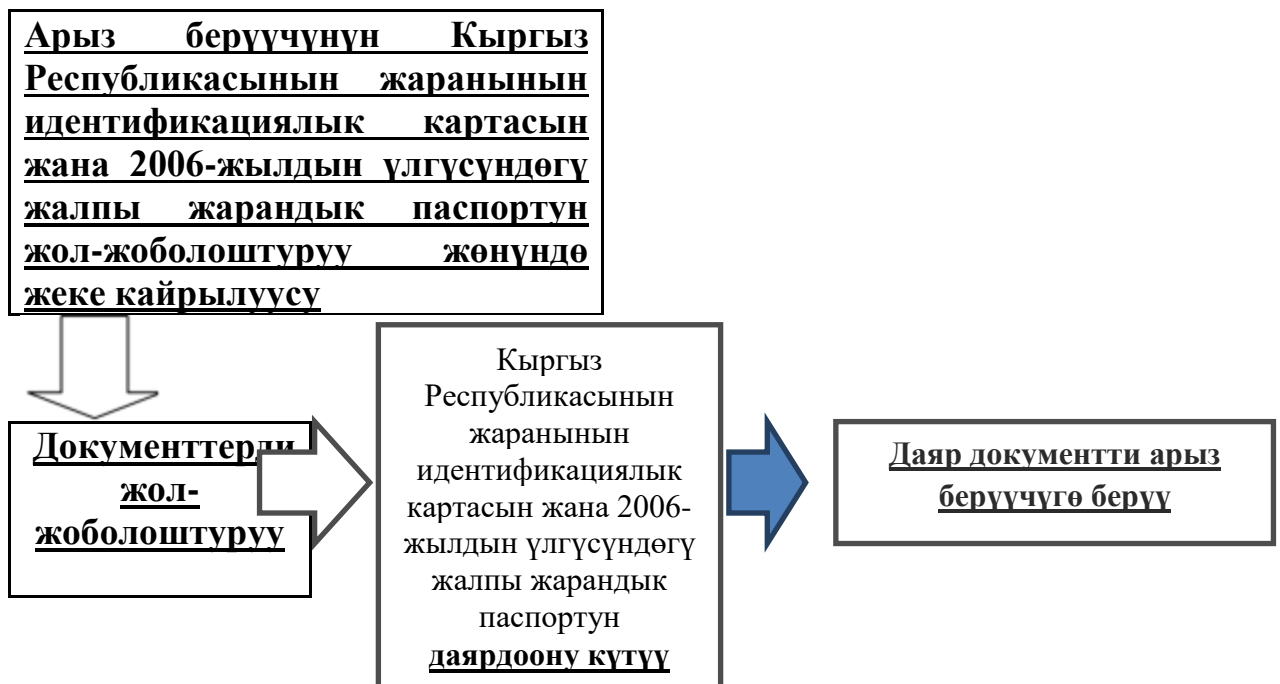 Арыз берүүчүнүн Кыргыз
Республикасынын жаранынын
идентификациялык картасын
жана 2006-жылдын үлгүсүндөгү
жалпы жарандык паспортун
жол-жоболоштуруу жөнүндө
жеке кайрылуусу
Документтерди
жол-
жоболоштуруу
Кыргыз
Республикасынын
жаранынын
идентификациялык
картасын жана 2006-
жылдын үлгүсүндөгү
жалпы жарандык
паспортун
даярдоону күтүү
Даяр документти арыз
берүүчүгө берүү